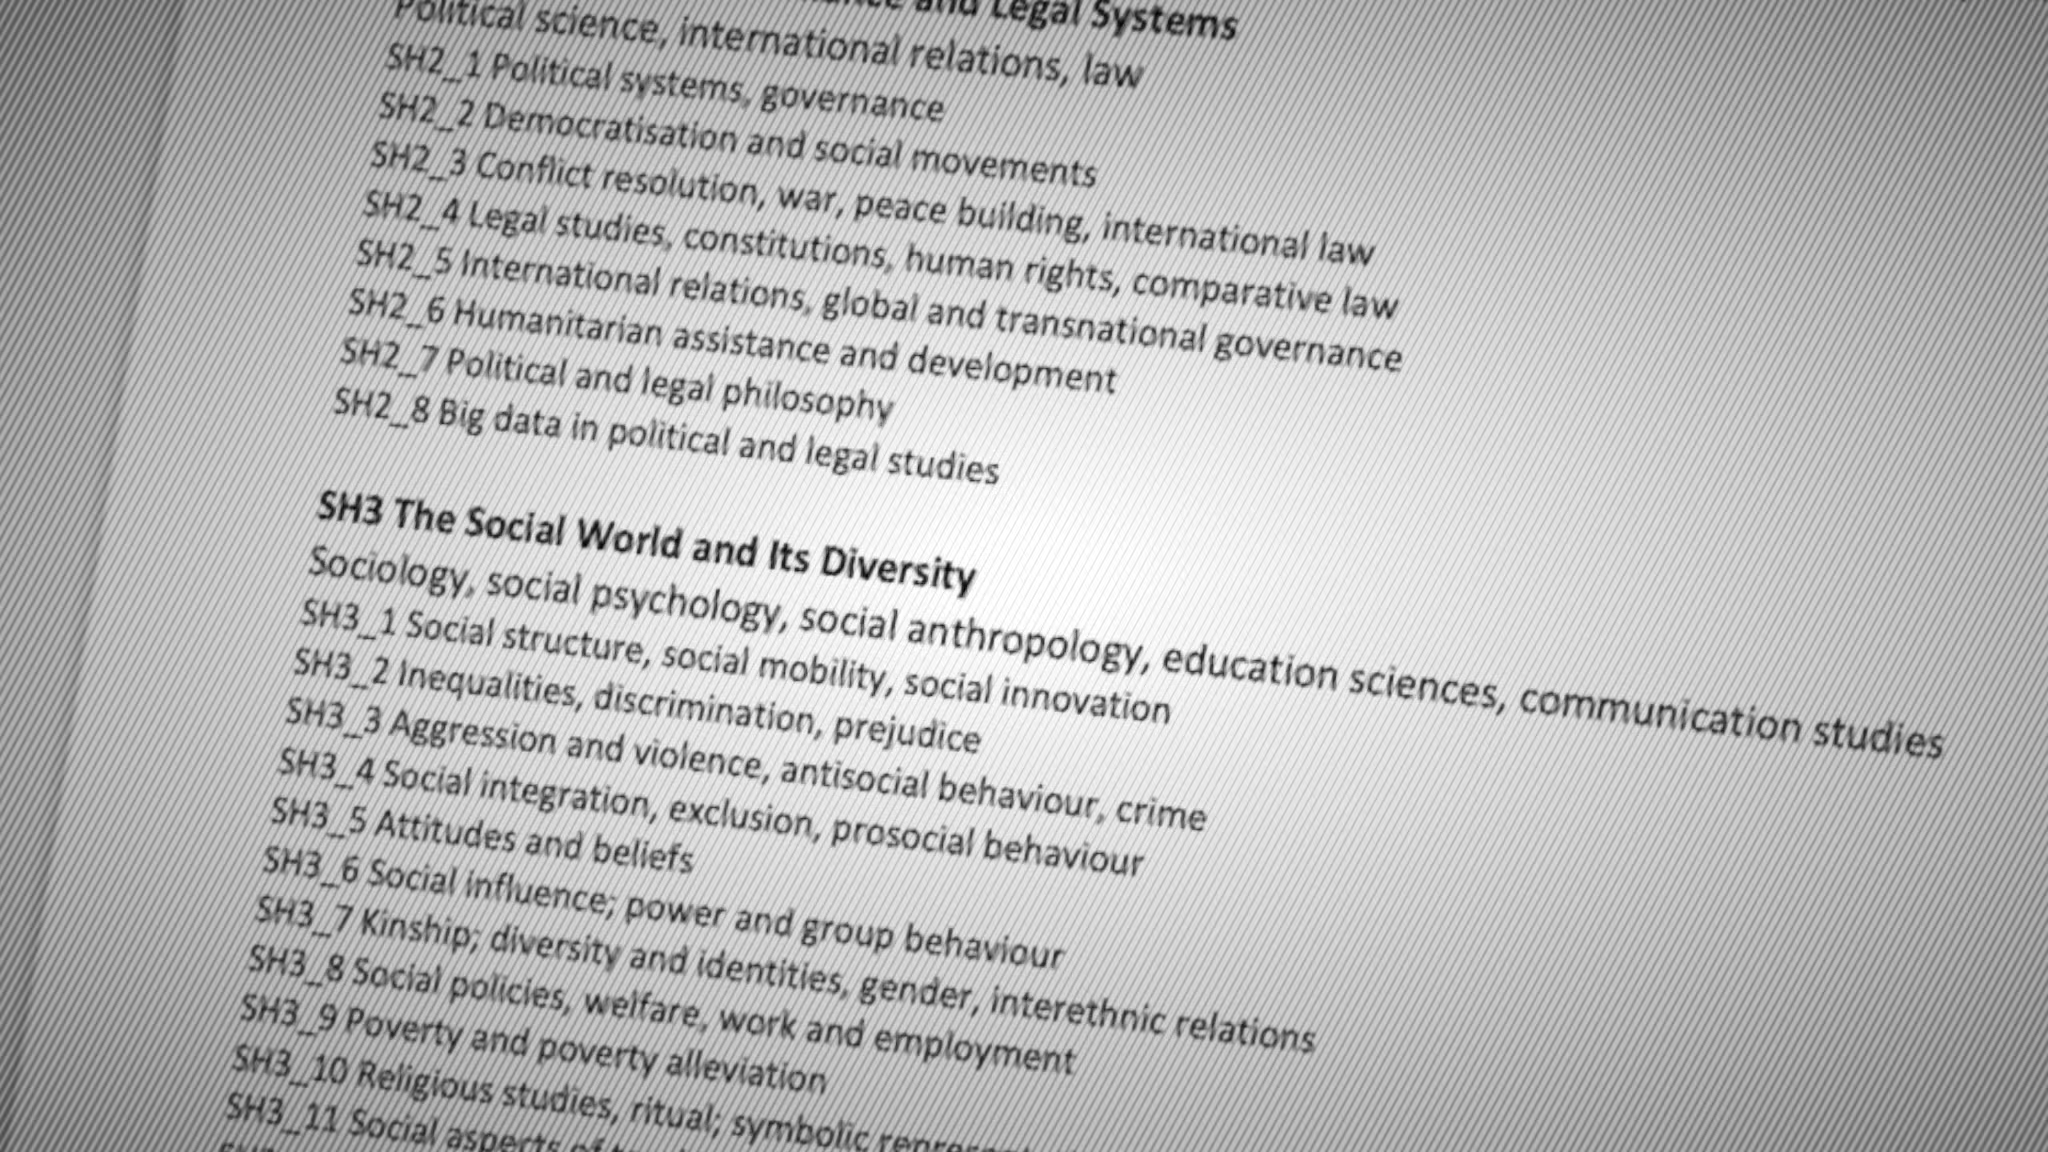 and Legal Systems
Political science, international relations, law
SH2_1 Political systems, governance
SH2_2 Democratisation and social movements
SH2_3 Conflict resolution, war, peace building, international law
SH2_4 Legal studies, constitutions, human rights, comparative law
SH2_5 International relations, global and transnational governance
SH2_6 Humanitarian assistance and development
SH2_7 Political and legal philosophy
SH2_8 Big data in political and legal studies
SH3 The Social World and Its Diversity
Sociology, social psychology, social anthropology, education sciences, communication studies
SH3_1 Social structure, social mobility, social innovation
SH3_2 Inequalities, discrimination, prejudice
SH3_3 Aggression and violence, antisocial behaviour, crime
SH3_4 Social integration, exclusion, prosocial behaviour
SH3_5 Attitudes and beliefs
SH3_6 Social influence; power and group behaviour
SH3_7 Kinship; diversity and identities, gender, interethnic relations
SH3_8 Social policies, welfare, work and employment
SH3_9 Poverty and poverty alleviation
SH3_10 Religious studies, ritual; symbolic
SH3_11 Social aspects of